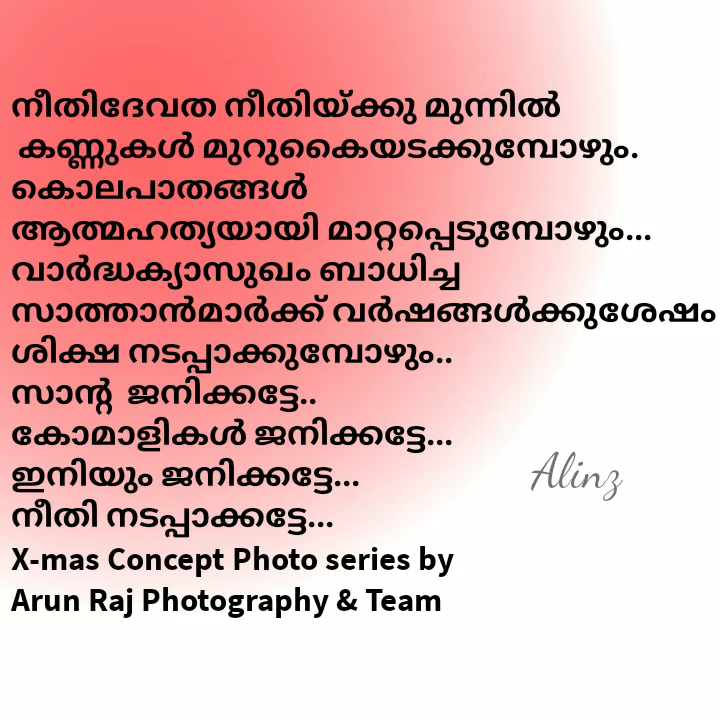 നീതിദേവത നീതിയ്ക്കു മുന്നിൽ
കണ്ണുകൾ മുറുകൈയടക്കുമ്പോഴും.
കൊലപാതങ്ങൾ
ആത്മഹത്യയായി മാറ്റപ്പെടുമ്പോഴും...
വാർദ്ധക്യാസുഖം ബാധിച്ച
സാത്താൻമാർക്ക് വർഷങ്ങൾക്കുശേഷം
ശിക്ഷ നടപ്പാക്കുമ്പോഴും..
സാന്റ ജനിക്കട്ടേ..
കോമാളികൾ ജനിക്കട്ടേ...
ഇനിയും ജനിക്കട്ടേ...
Alinz
നീതി നടപ്പാക്കട്ടേ...
X-mas Concept Photo series by
Arun Raj Photography & Team